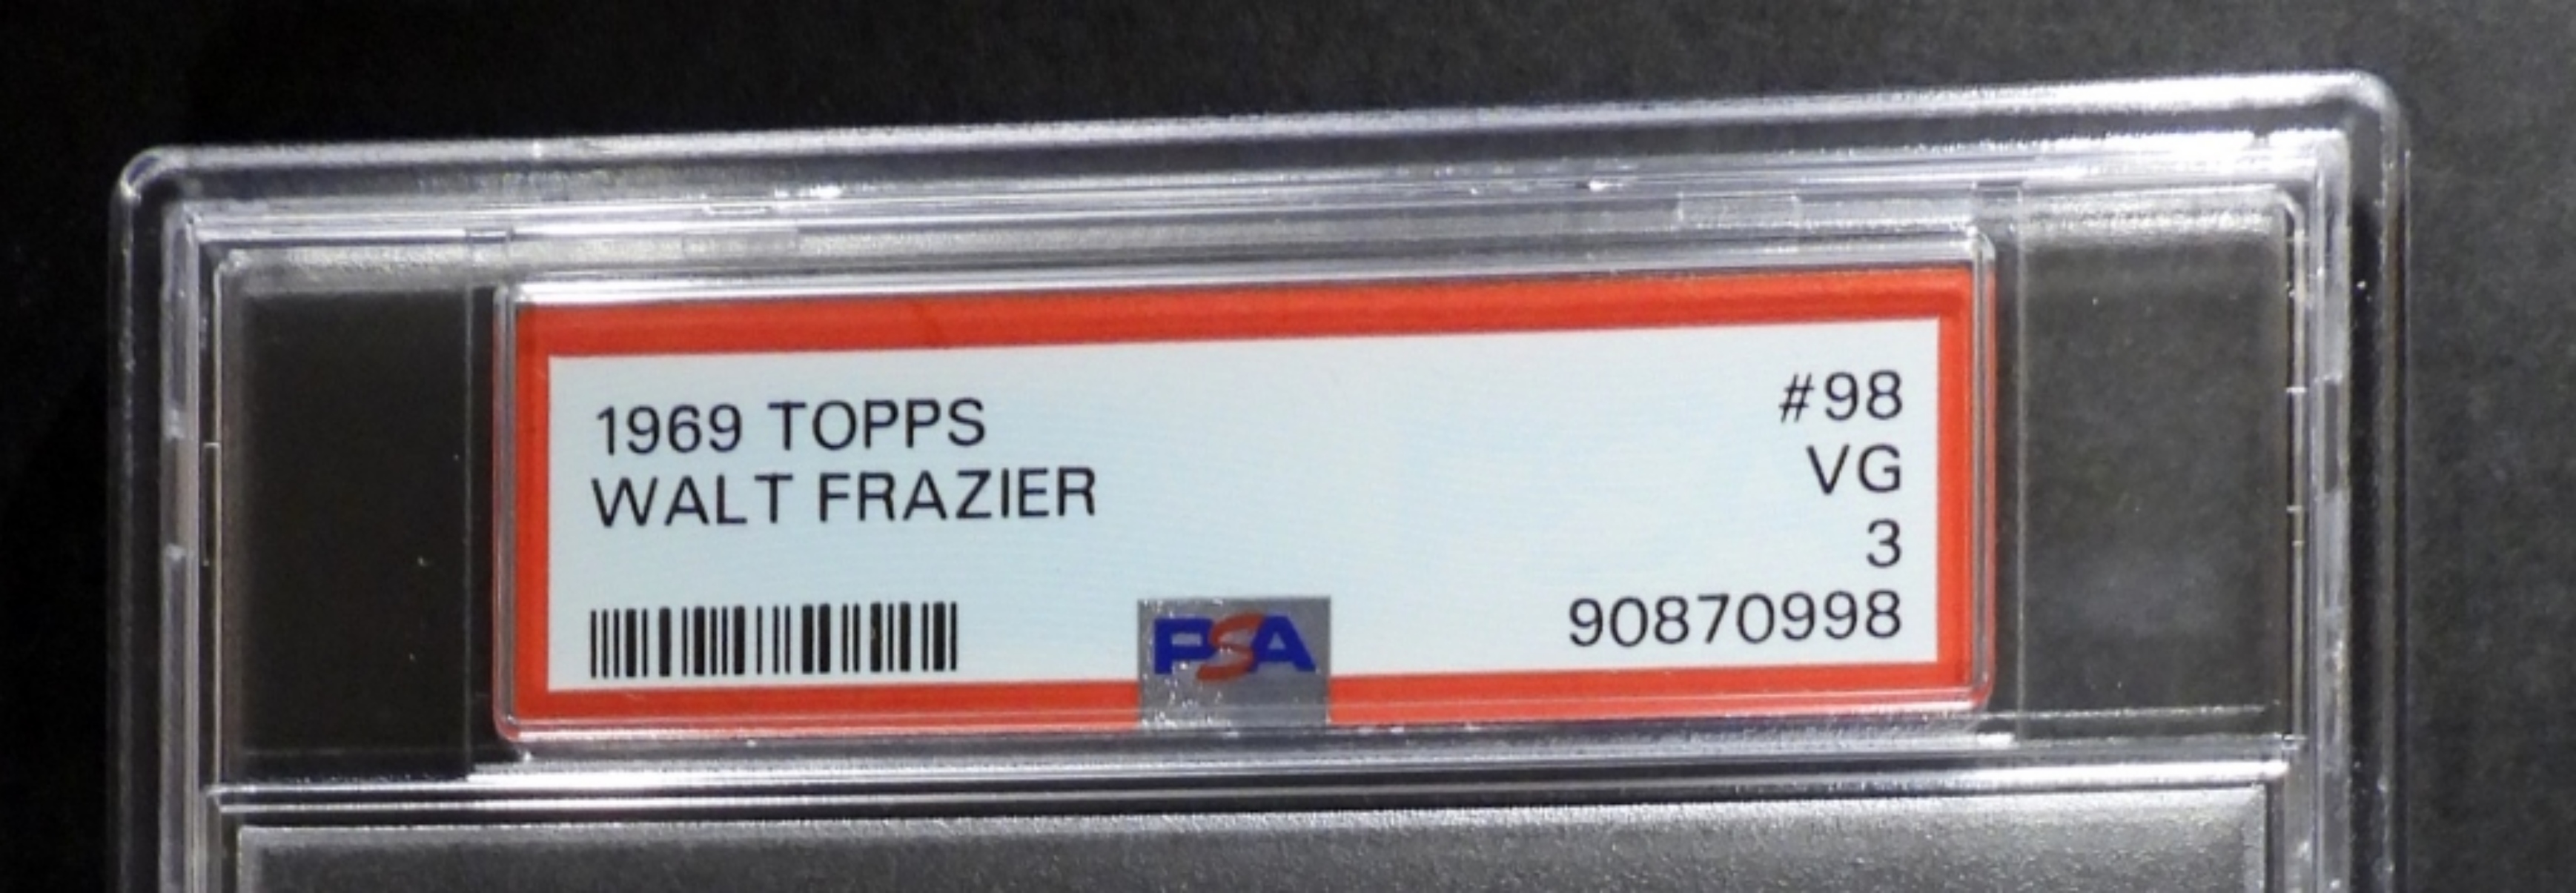 1969 TOPPS
WALT FRAZIER
#98
VG
3
90870998
PSA